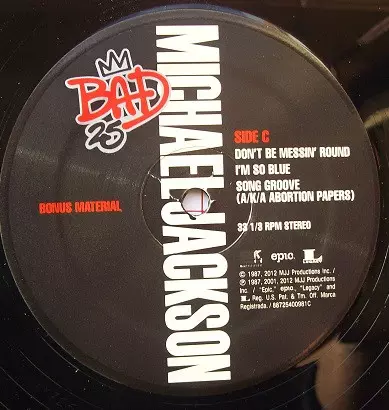 BAD
25
MICHAEL JACKSON
BONUS MATERIAL
SIDE C
DON'T BE MESSIN' ROUND
I'M SO BLUE
SONG GROOVE
(A/K/A ABORTION PAPERS)
33 1/3 RPM STEREO
epic
L
LEGACY
© 1987, 2012 MJJ Productions Inc. /
℗ 1987, 2001, 2012 MJJ Productions
Inc. / "Epic," epic, "Legacy" and
L Reg. U.S. Pat. & Tm. Off. Marca
Registrada. / 88725400981C